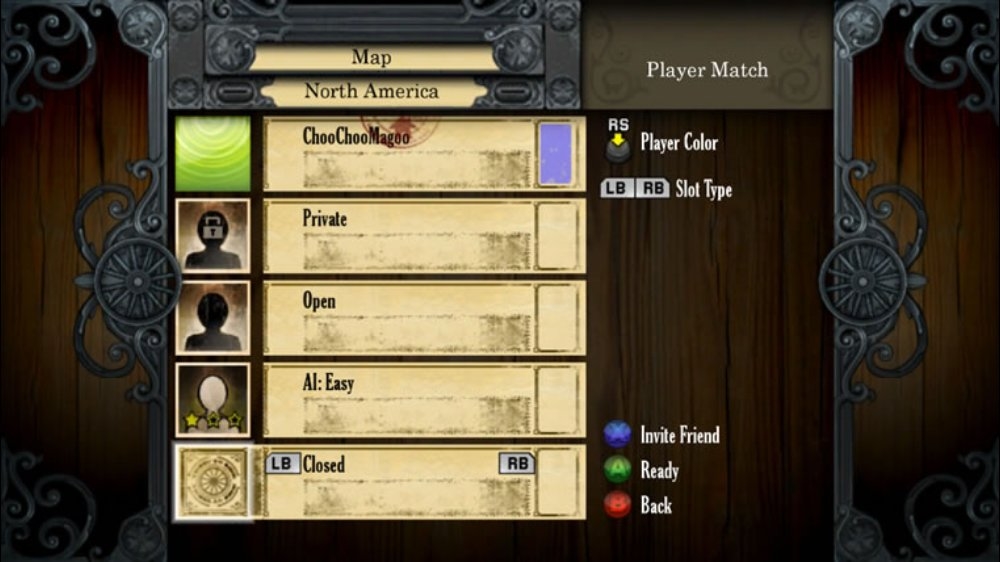 Map
North America
Player Match
ChooChooMagoo
RS
Player Color
LB RB Slot Type
Private
Open
AI: Easy
LB Closed RB
X Invite Friend
A Ready
B Back